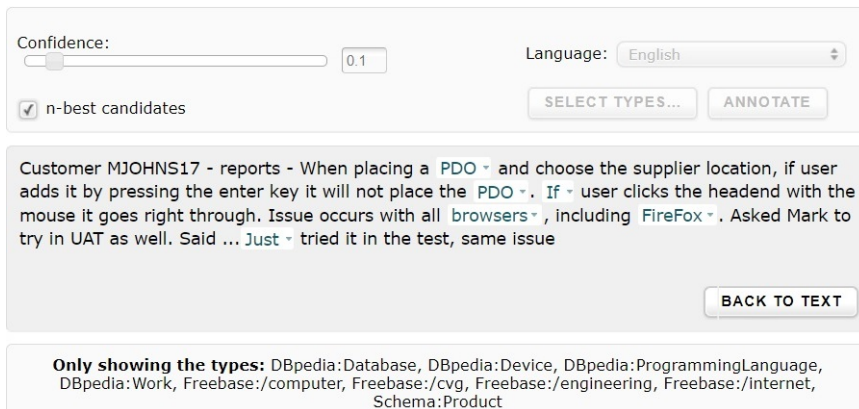 Confidence:
0.1
Language: English
n-best candidates
SELECT TYPES... ANNOTATE
Customer MJOHNS17 - reports - When placing a PDO and choose the supplier location, if user
adds it by pressing the enter key it will not place the PDO . If user clicks the headend with the
mouse it goes right through. Issue occurs with all browsers , including FireFox . Asked Mark to
try in UAT as well. Said ... Just tried it in the test, same issue
BACK TO TEXT
Only showing the types: DBpedia:Database, DBpedia:Device, DBpedia:ProgrammingLanguage,
DBpedia:Work, Freebase:/computer, Freebase:/cvg, Freebase:/engineering, Freebase:/internet,
Schema:Product